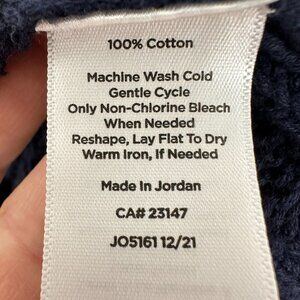 100% Cotton
Machine Wash Cold
Gentle Cycle
Only Non-Chlorine Bleach
When Needed
Reshape, Lay Flat To Dry
Warm Iron, If Needed
Made In Jordan
CA# 23147
JO5161 12/21